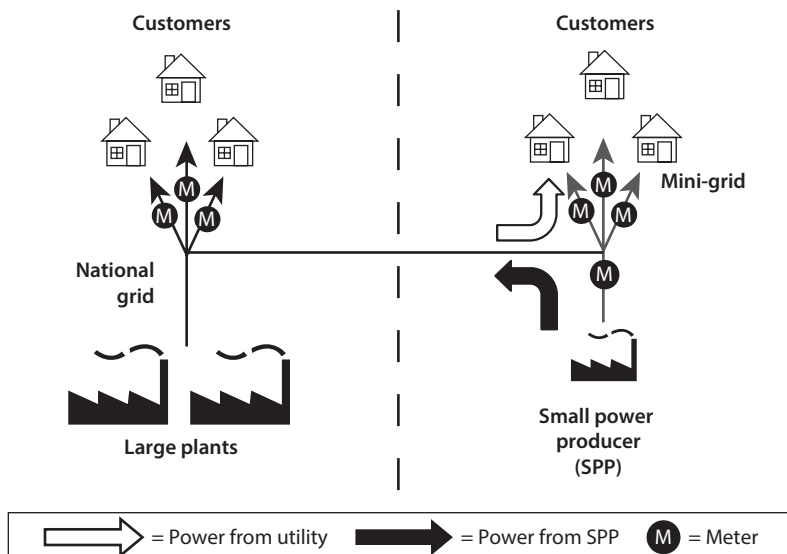 Customers
Customers
M
M
M
M
M
M
Mini-grid
National
grid
M
Large plants
Small power
producer
(SPP)
= Power from utility
= Power from SPP
M = Meter